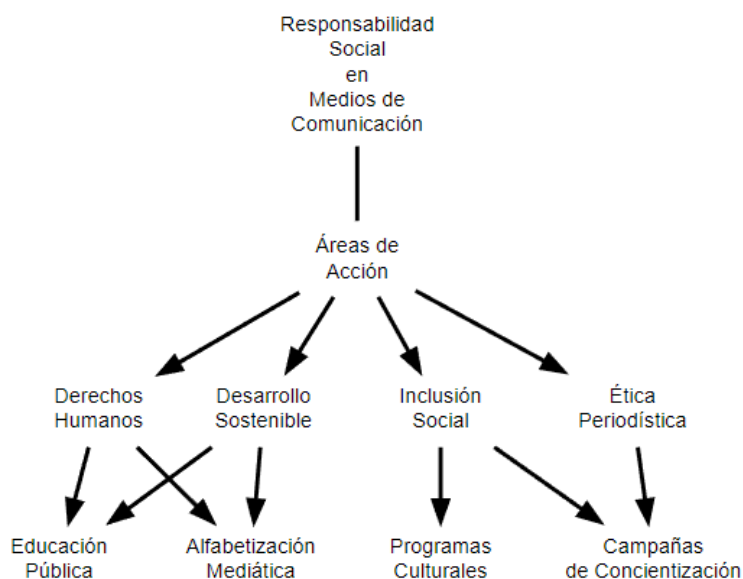 Responsabilidad
Social
en
Medios de
Comunicación
Áreas de
Acción
Derechos
Humanos
Desarrollo
Sostenible
Inclusión
Social
Ética
Periodística
Educación
Pública
Alfabetización
Mediática
Programas
Culturales
Campañas
de Concientización